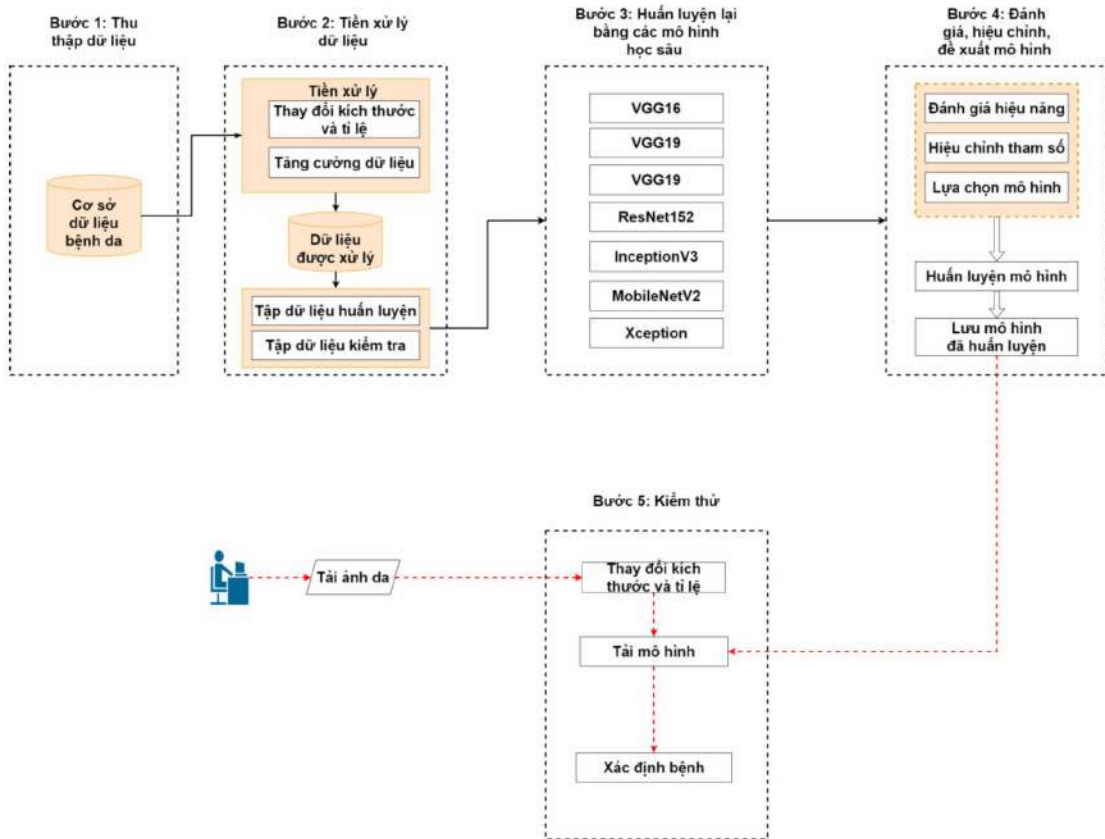 Bước 1: Thu
thập dữ liệu
Cơ sở
dữ liệu
bệnh da
Bước 2: Tiền xử lý
dữ liệu
Tiền xử lý
Thay đổi kích thước
và tỉ lệ
Tăng cường dữ liệu
Dữ liệu
được xử lý
Tập dữ liệu huấn luyện
Tập dữ liệu kiểm tra
Bước 3: Huấn luyện lại
bằng các mô hình
học sâu
VGG16
VGG19
VGG19
ResNet152
InceptionV3
MobileNetV2
Xception
Bước 4: Đánh
giá, hiệu chỉnh,
đề xuất mô hình
Đánh giá hiệu năng
Hiệu chỉnh tham số
Lựa chọn mô hình
Huấn luyện mô hình
Lưu mô hình
đã huấn luyện
Bước 5: Kiểm thử
Tải ảnh da
Thay đổi kích
thước và tỉ lệ
Tải mô hình
Xác định bệnh